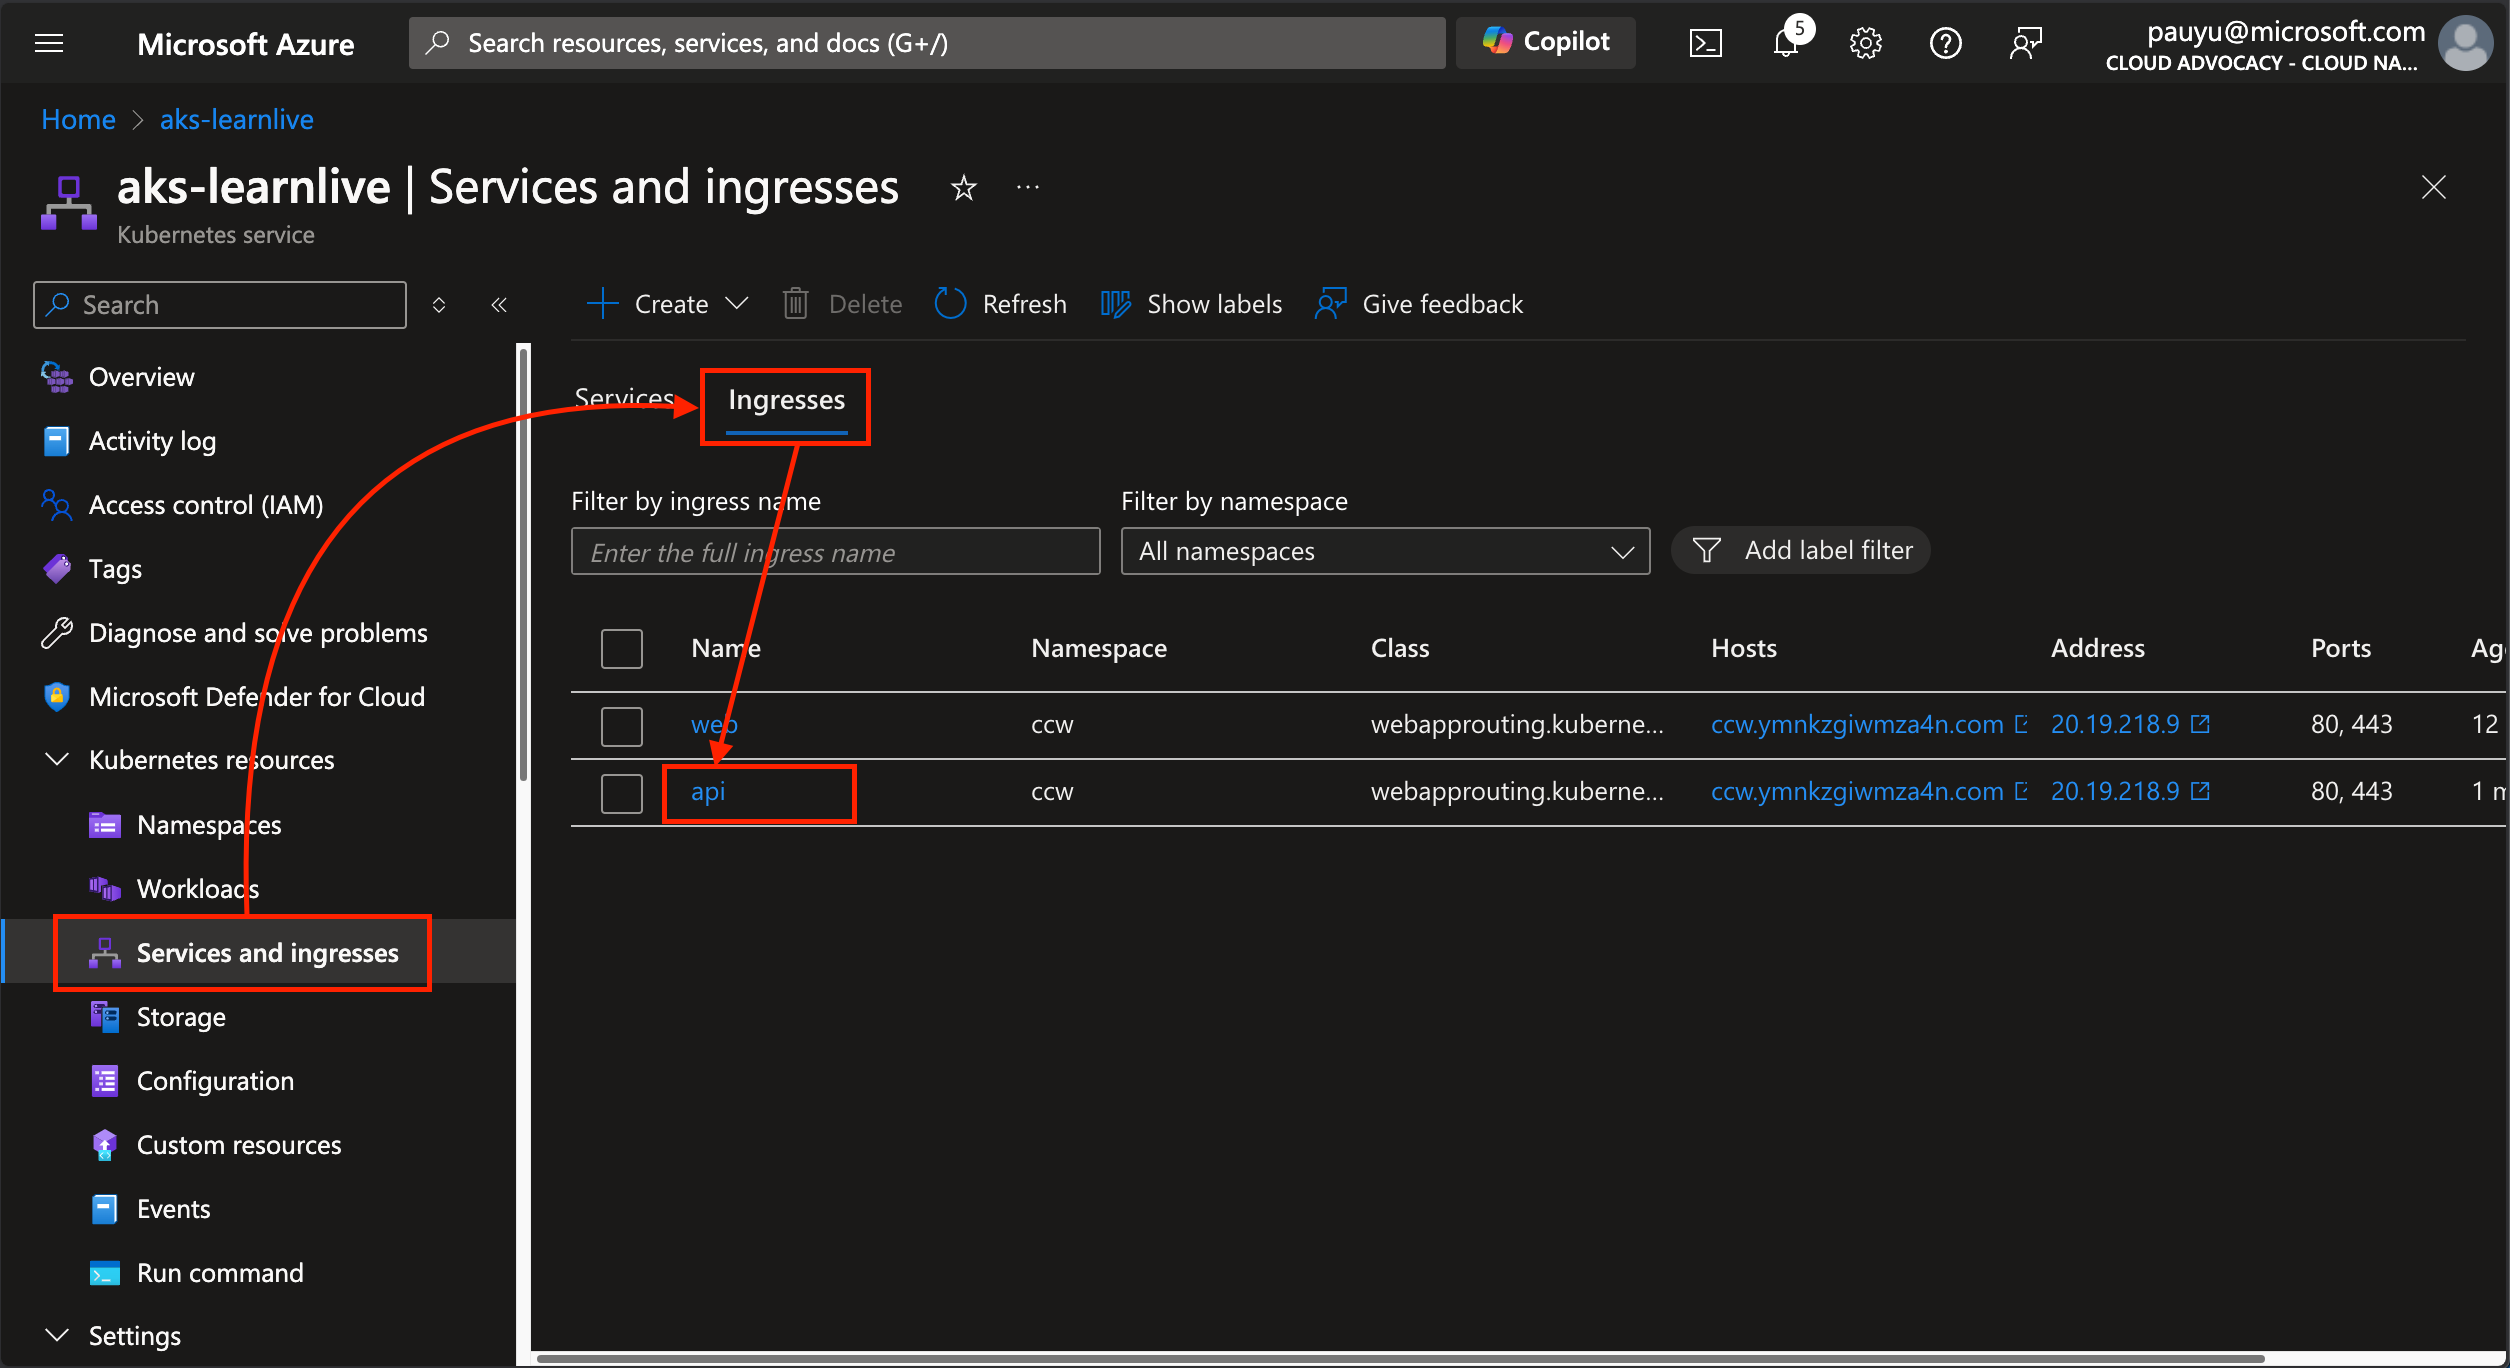 Microsoft Azure
Search resources, services, and docs (G+/)
Copilot
5
pauyu@microsoft.com
CLOUD ADVOCACY - CLOUD NA...
Home > aks-learnlive
aks-learnlive | Services and ingresses
Kubernetes service
Search
Create
Delete
Refresh
Show labels
Give feedback
Overview
Activity log
Access control (IAM)
Tags
Diagnose and solve problems
Microsoft Defender for Cloud
Kubernetes resources
Namespaces
Workloads
Services and ingresses
Storage
Configuration
Custom resources
Events
Run command
Settings
Services
Ingresses
Filter by ingress name
Filter by namespace
Enter the full ingress name
All namespaces
Add label filter
Name Namespace Class Hosts Address Ports Ag
web ccw webapprouting.kuberne... ccw.ymnkzgiwmza4n.com 20.19.218.9 80, 443 12
api ccw webapprouting.kuberne... ccw.ymnkzgiwmza4n.com 20.19.218.9 80, 443 1 m